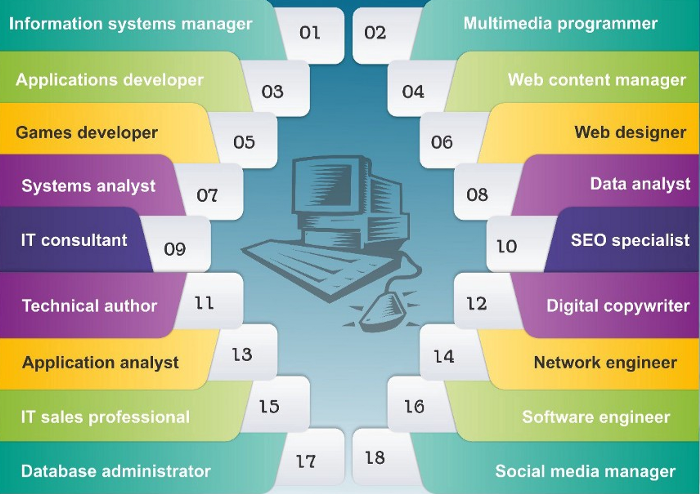 Information systems manager 01
02 Multimedia programmer
Applications developer 03
04 Web content manager
Games developer 05
06 Web designer
Systems analyst 07
08 Data analyst
IT consultant 09
10 SEO specialist
Technical author 11
12 Digital copywriter
Application analyst 13
14 Network engineer
IT sales professional 15
16 Software engineer
Database administrator 17
18 Social media manager